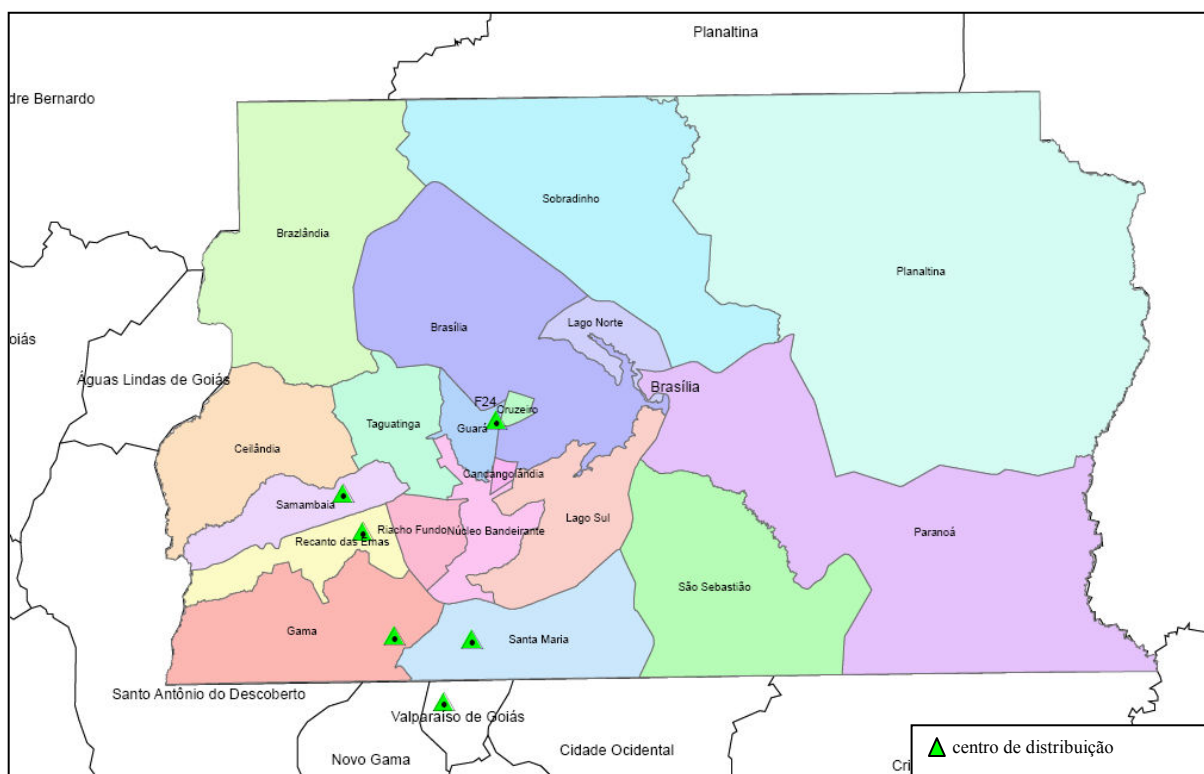 Planaltina
dre Bernardo
Sobradinho
Brazlândia
Planaltina
Lago Norte
Brasília
oiás
Águas Lindas de Goiás
Brasília
F24
Cruzeiro
Taguatinga
Guará
Ceilândia
Candangolândia
Samambaia
Lago Sul
Riacho Fundo
Núcleo Bandeirante
Paranoá
Recanto das Emas
São Sebastião
Gama
Santa Maria
Santo Antônio do Descoberto
Valparaíso de Goiás
Cidade Ocidental
Novo Gama
centro de distribuição
Cri